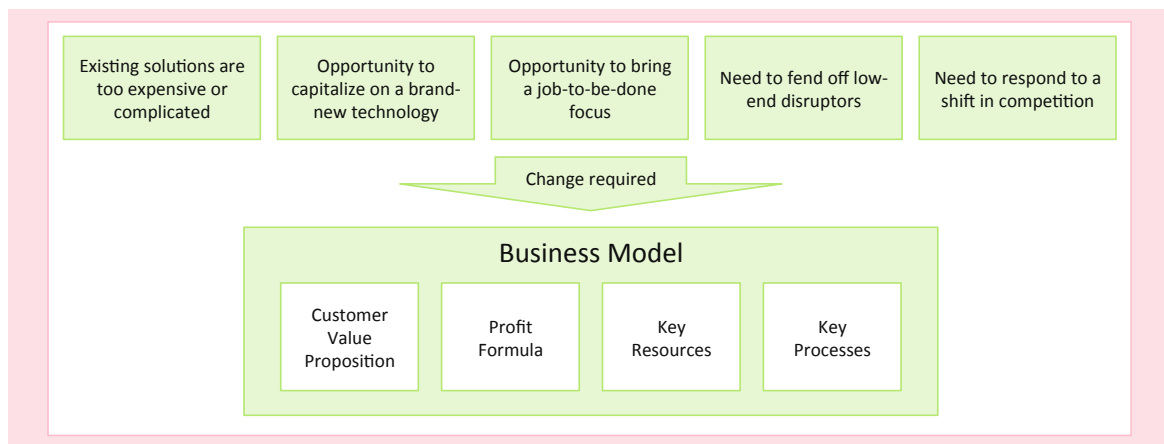 Existing solutions are
too expensive or
complicated
Opportunity to
capitalize on a brand-
new technology
Opportunity to bring
a job-to-be-done
focus
Need to fend off low-
end disruptors
Need to respond to a
shift in competition
Change required
Business Model
Customer
Value
Proposition
Profit
Formula
Key
Resources
Key
Processes